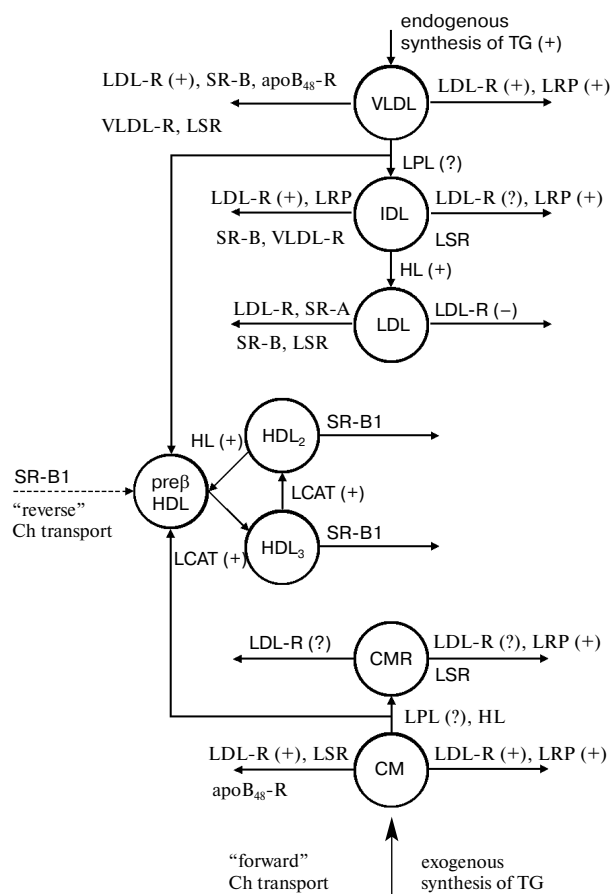 endogenous
synthesis of TG (+)
LDL-R (+), SR-B, apoB₄₈-R
VLDL
LDL-R (+), LRP (+)
VLDL-R, LSR
LPL (?)
LDL-R (+), LRP
IDL
LDL-R (?), LRP (+)
SR-B, VLDL-R
LSR
HL (+)
LDL-R, SR-A
LDL
LDL-R (−)
SR-B, LSR
HL (+)
HDL₂
SR-B1
SR-B1
preβ
HDL
LCAT (+)
"reverse"
Ch transport
LCAT (+)
HDL₃
SR-B1
LDL-R (?)
CMR
LDL-R (?), LRP (+)
LSR
LPL (?), HL
LDL-R (+), LSR
CM
LDL-R (+), LRP (+)
apoB₄₈-R
"forward"
Ch transport
exogenous
synthesis of TG